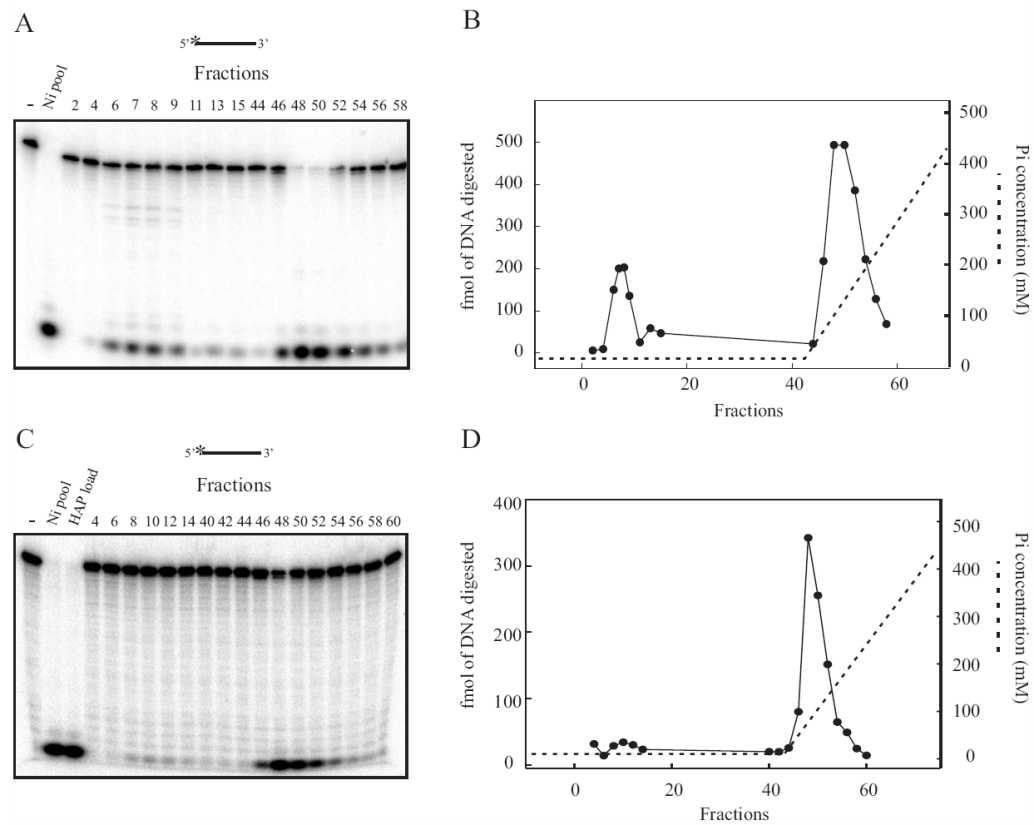 A
5'* 3'
Fractions
- Ni pool 2 4 6 7 8 9 11 13 15 44 46 48 50 52 54 56 58
B
500
400
300
200
100
0
fmol of DNA digested
0 20 40 60
Fractions
500
400
300
200
100
0
Pi concentration (mM)
C
5'* 3'
Fractions
- Ni pool HAP load 4 6 8 10 12 14 40 42 44 46 48 50 52 54 56 58 60
D
400
300
200
100
0
fmol of DNA digested
0 20 40 60
Fractions
500
400
300
200
100
0
Pi concentration (mM)